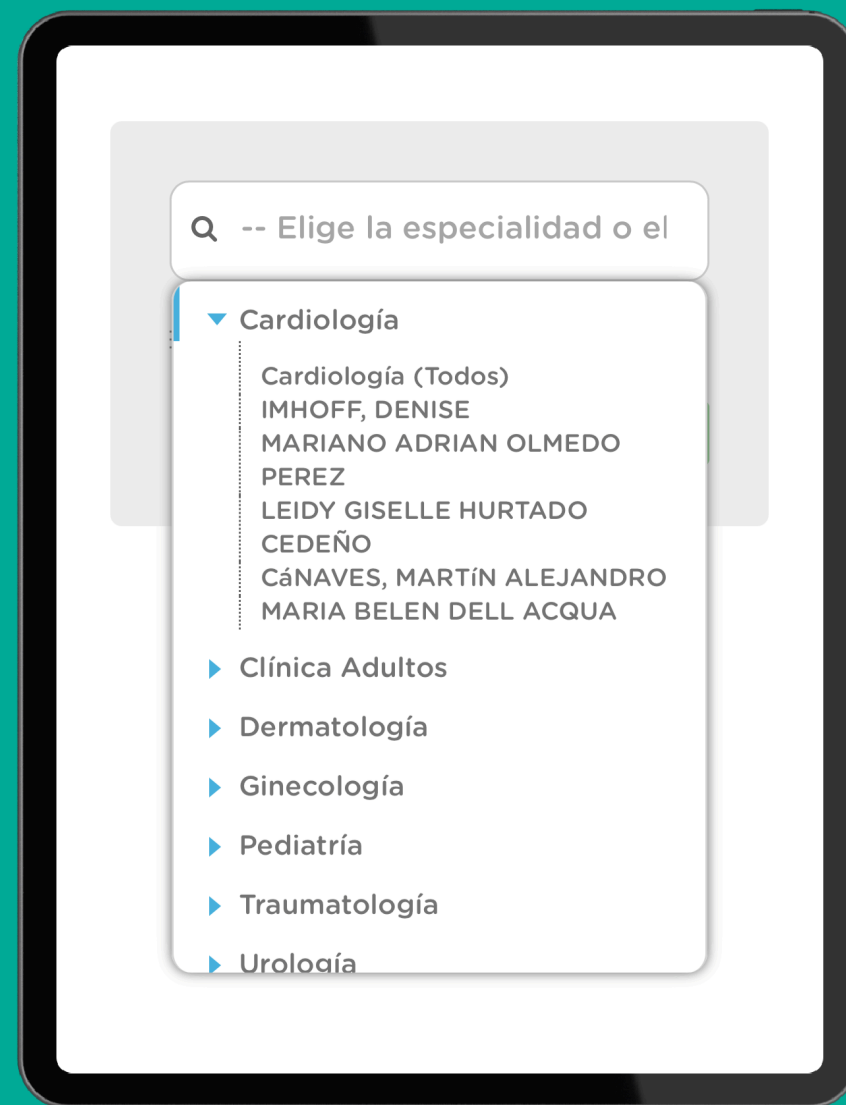 -- Elige la especialidad o el
Cardiología
Cardiología (Todos)
IMHOFF, DENISE
MARIANO ADRIAN OLMEDO
PEREZ
LEIDY GISELLE HURTADO
CEDEÑO
CáNAVES, MARTíN ALEJANDRO
MARIA BELEN DELL ACQUA
Clínica Adultos
Dermatología
Ginecología
Pediatría
Traumatología
Urología